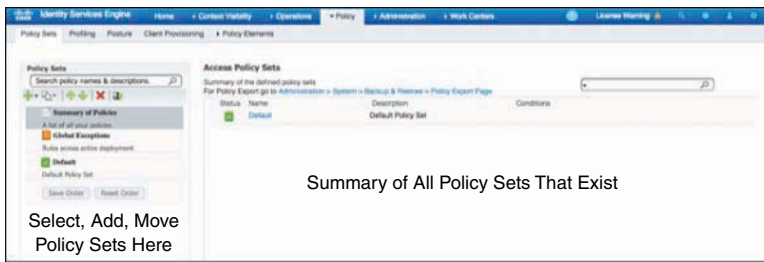 CISCO Identity Services Engine Home Context Visibility Operations Policy Administration Work Centers License Warning
Policy Sets Profiling Posture Client Provisioning Policy Elements
Policy Sets
Search policy names & descriptions.
Summary of Policies
A list of all your policies
Global Exceptions
Rules across entire deployment
Default
Default Policy Set
Save Order Reset Order
Select, Add, Move
Policy Sets Here
Access Policy Sets
Summary of the defined policy sets
For Policy Export go to Administration > System > Backup & Restore > Policy Export Page
Status Name Description Conditions
Default Default Policy Set
Summary of All Policy Sets That Exist